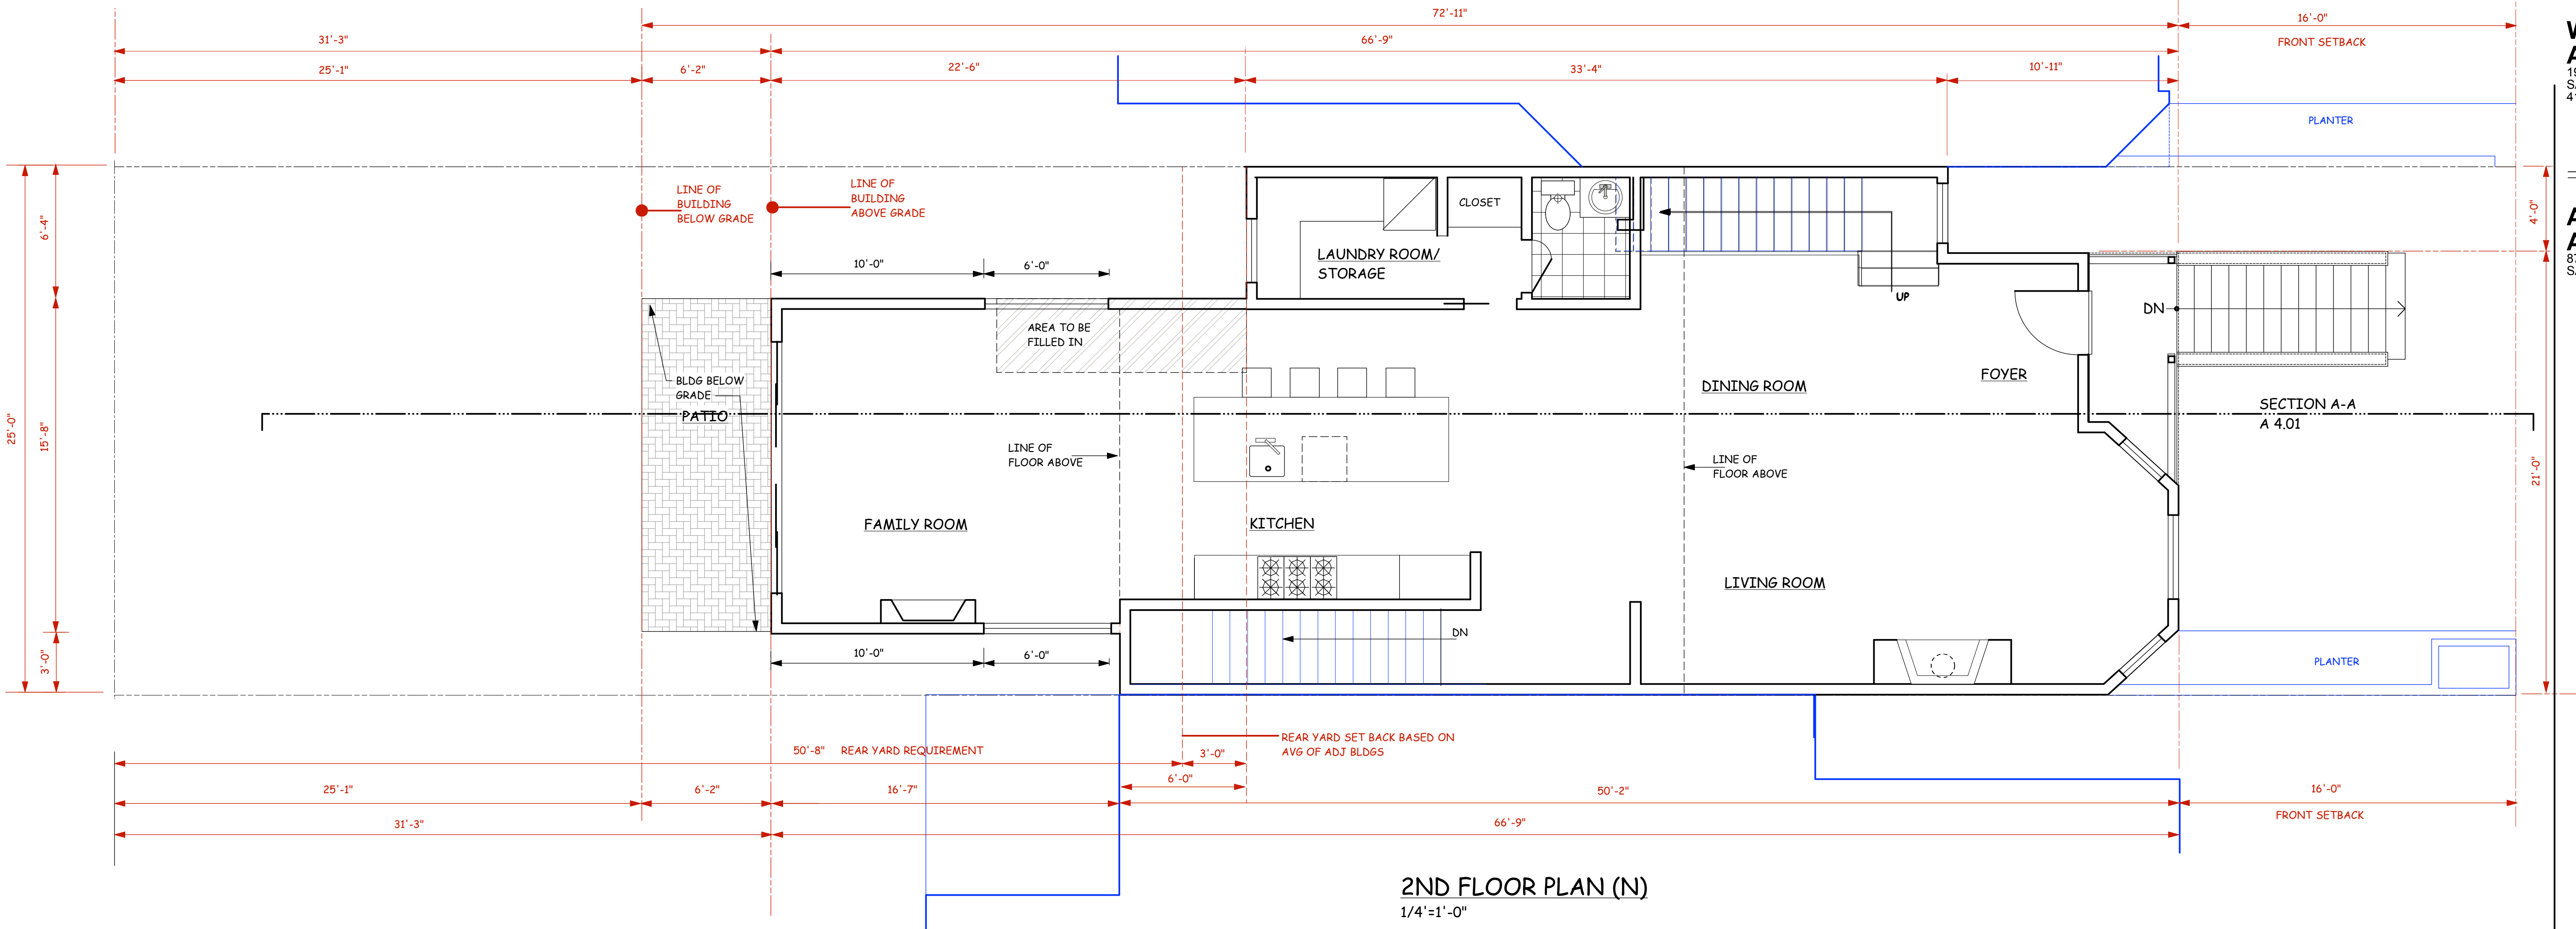 72'-11"
16'-0"
31'-3"
66'-9"
FRONT SETBACK
25'-1"
6'-2"
22'-6"
33'-4"
10'-11"
PLANTER
LINE OF
BUILDING
BELOW GRADE
LINE OF
BUILDING
ABOVE GRADE
6'-4"
4'-0"
CLOSET
LAUNDRY ROOM/
STORAGE
10'-0"
6'-0"
UP
DN
AREA TO BE
FILLED IN
BLDG BELOW
GRADE
PATIO
DINING ROOM
FOYER
SECTION A-A
A 4.01
25'-0"
15'-8"
21'-0"
LINE OF
FLOOR ABOVE
LINE OF
FLOOR ABOVE
FAMILY ROOM
KITCHEN
LIVING ROOM
DN
3'-0"
10'-0"
6'-0"
PLANTER
50'-8" REAR YARD REQUIREMENT
3'-0"
REAR YARD SET BACK BASED ON
AVG OF ADJ BLDGS
6'-0"
25'-1"
6'-2"
16'-7"
50'-2"
16'-0"
FRONT SETBACK
31'-3"
66'-9"
2ND FLOOR PLAN (N)
1/4'=1'-0"